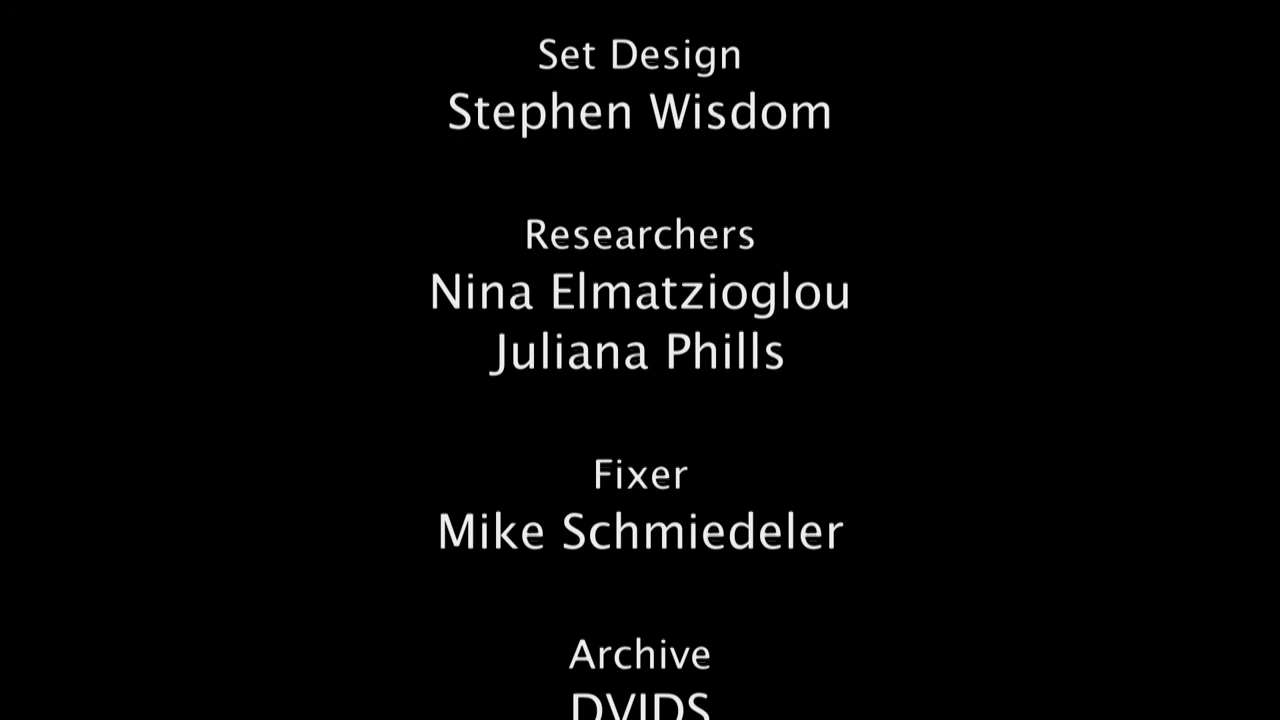 Set Design
Stephen Wisdom
Researchers
Nina Elmatzioglou
Juliana Phills
Fixer
Mike Schmiedeler
Archive
DVIDS